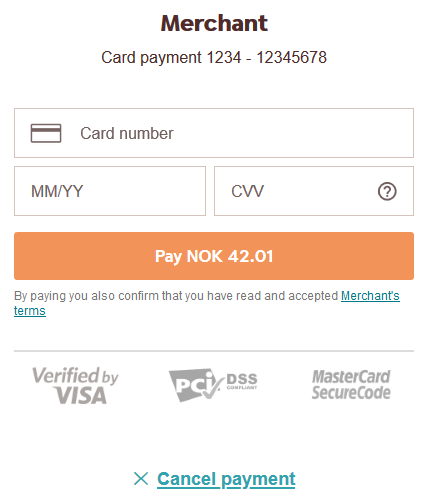 Merchant
Card payment 1234 - 12345678
Card number
MM/YY
CVV
?
Pay NOK 42.01
By paying you also confirm that you have read and accepted Merchant's
terms
Verified by
VISA
PCI DSS
COMPLIANT
MasterCard
SecureCode
Cancel payment